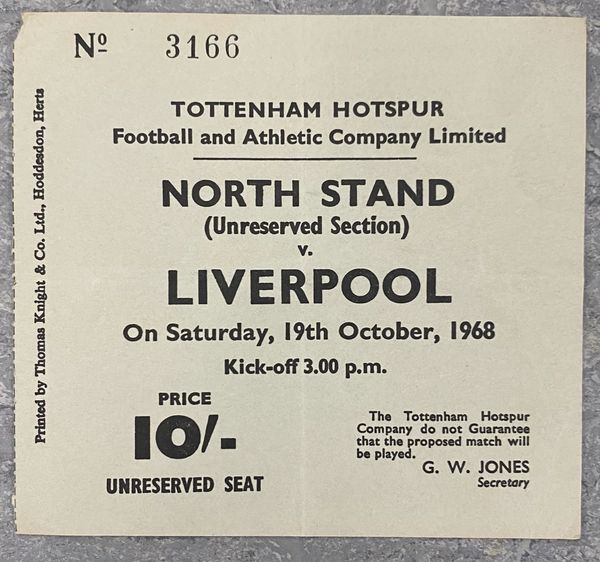 Nº 3166
TOTTENHAM HOTSPUR
Football and Athletic Company Limited
NORTH STAND
(Unreserved Section)
v.
LIVERPOOL
On Saturday, 19th October, 1968
Kick-off 3.00 p.m.
PRICE
10/-
UNRESERVED SEAT
The Tottenham Hotspur
Company do not Guarantee
that the proposed match will
be played.
G. W. JONES
Secretary
Printed by Thomas Knight & Co. Ltd., Hoddesdon, Herts